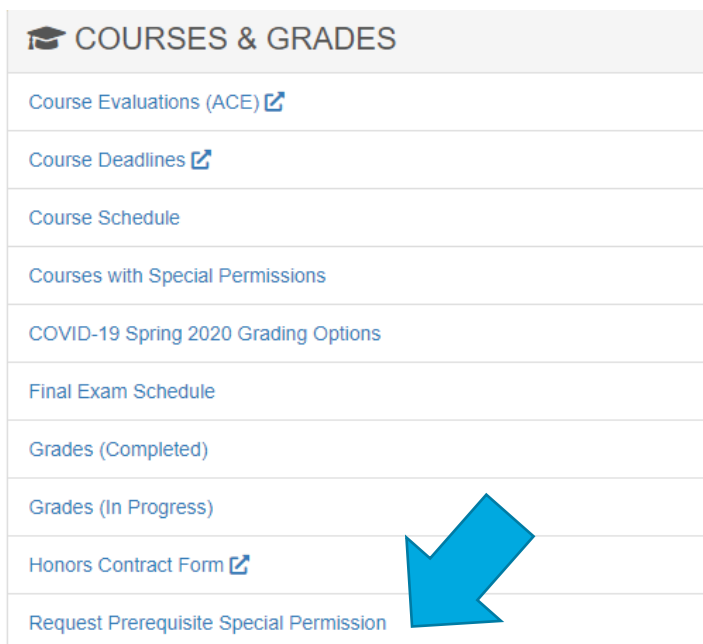 COURSES & GRADES
Course Evaluations (ACE)
Course Deadlines
Course Schedule
Courses with Special Permissions
COVID-19 Spring 2020 Grading Options
Final Exam Schedule
Grades (Completed)
Grades (In Progress)
Honors Contract Form
Request Prerequisite Special Permission